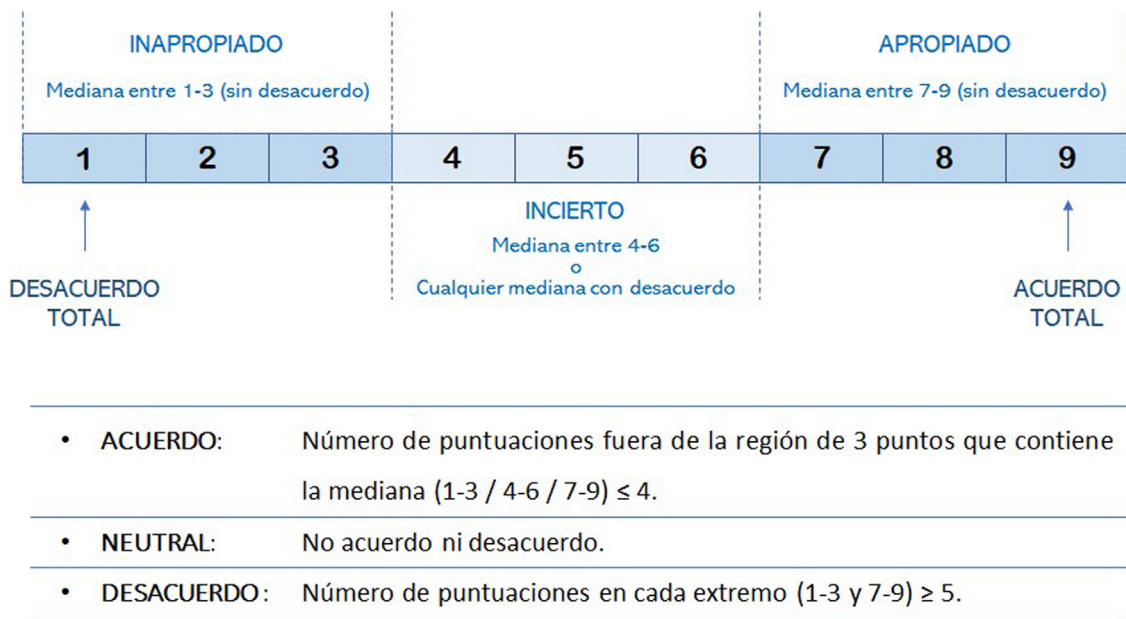 INAPROPIADO
Mediana entre 1-3 (sin desacuerdo)
APROPIADO
Mediana entre 7-9 (sin desacuerdo)
1 2 3 4 5 6 7 8 9
INCIERTO
Mediana entre 4-6
o
Cualquier mediana con desacuerdo
DESACUERDO
TOTAL
ACUERDO
TOTAL
• ACUERDO: Número de puntuaciones fuera de la región de 3 puntos que contiene
la mediana (1-3 / 4-6 / 7-9) ≤ 4.
• NEUTRAL: No acuerdo ni desacuerdo.
• DESACUERDO: Número de puntuaciones en cada extremo (1-3 y 7-9) ≥ 5.